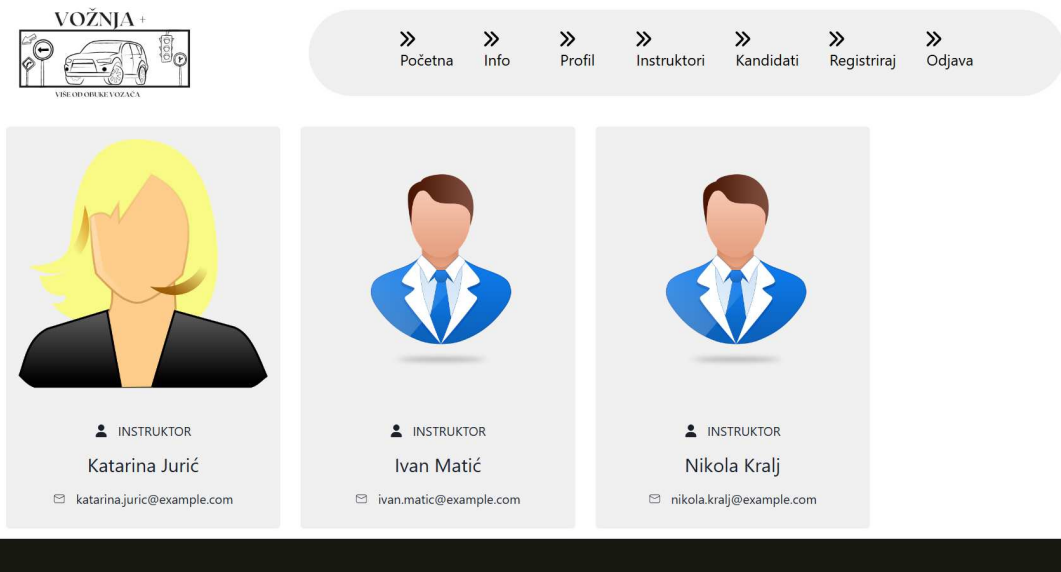 VOŽNJA +
VIŠE OD OBUKE VOZAČA
Početna Info Profil Instruktori Kandidati Registriraj Odjava
INSTRUKTOR
Katarina Jurić
katarina.juric@example.com
INSTRUKTOR
Ivan Matić
ivan.matic@example.com
INSTRUKTOR
Nikola Kralj
nikola.kralj@example.com